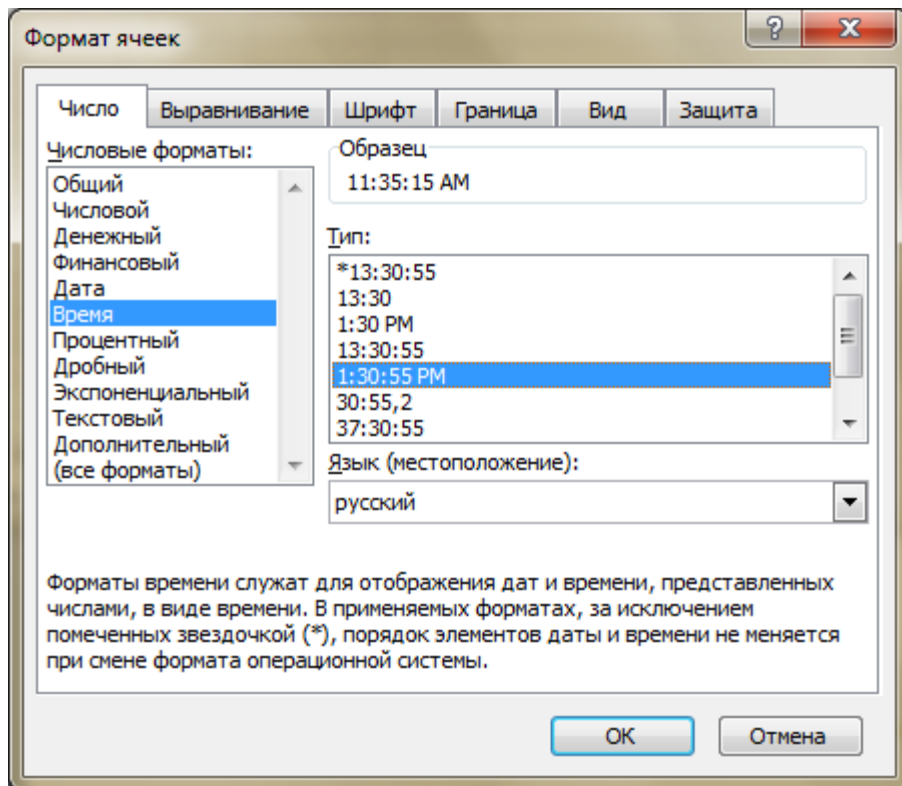 Формат ячеек
Число Выравнивание Шрифт Граница Вид Защита
Числовые форматы:
Общий
Числовой
Денежный
Финансовый
Дата
Время
Процентный
Дробный
Экспоненциальный
Текстовый
Дополнительный
(все форматы)
Образец
11:35:15 AM
Тип:
*13:30:55
13:30
1:30 PM
13:30:55
1:30:55 PM
30:55,2
37:30:55
Язык (местоположение):
русский
Форматы времени служат для отображения дат и времени, представленных
числами, в виде времени. В применяемых форматах, за исключением
помеченных звездочкой (*), порядок элементов даты и времени не меняется
при смене формата операционной системы.
ОК Отмена